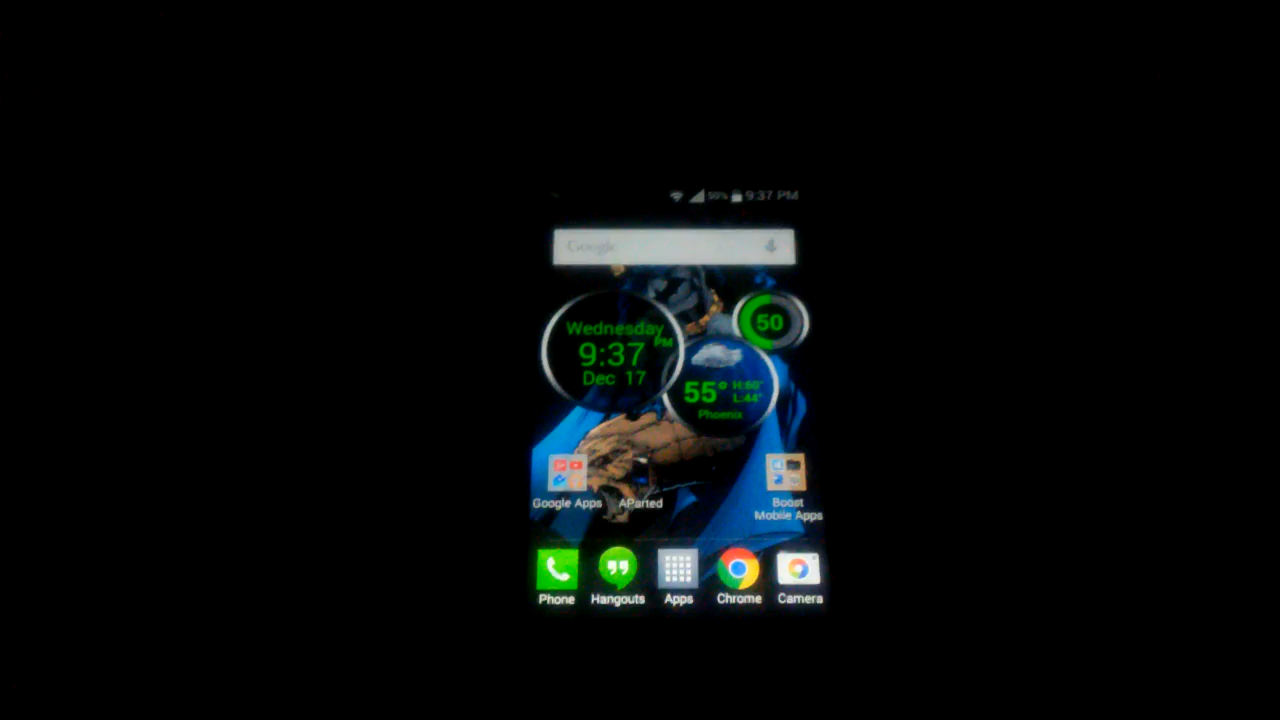 50% 9:37 PM
Google
Wednesday
9:37 PM
Dec 17
50
55° H:60°
L:44°
Phoenix
Google Apps
AParted
Boost
Mobile Apps
Phone
Hangouts
Apps
Chrome
Camera